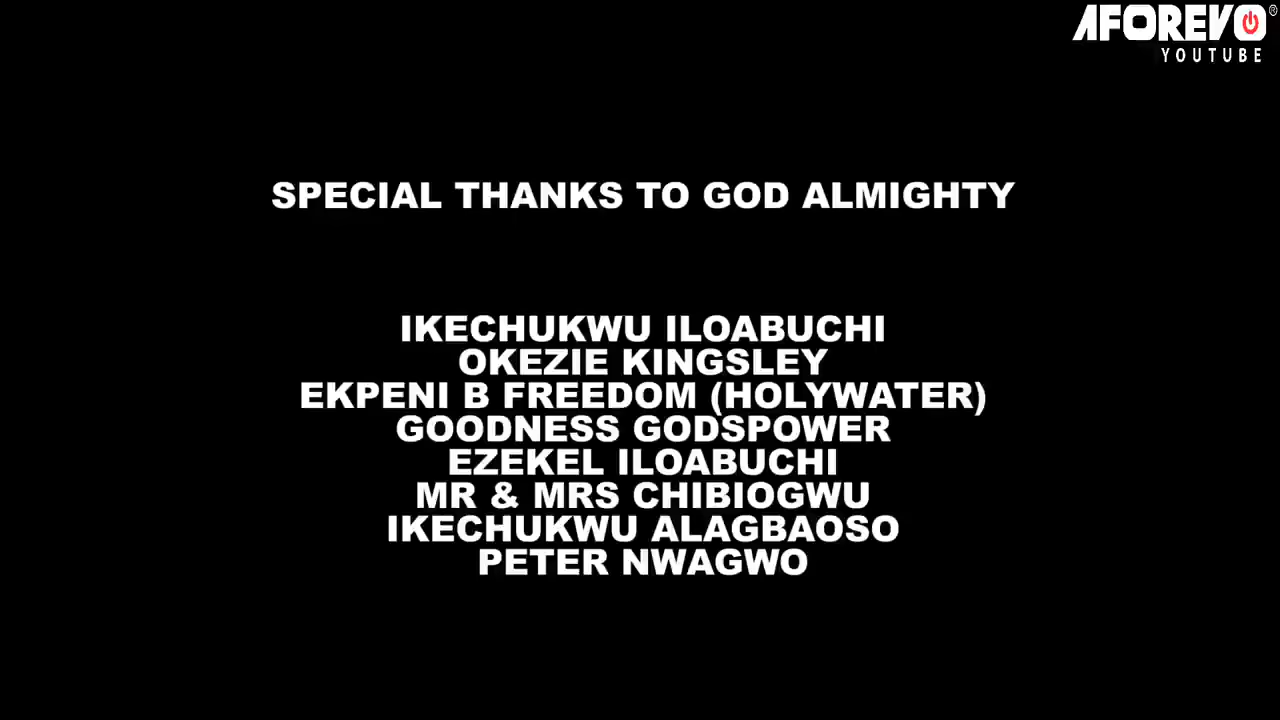 AFOREVO®
YOUTUBE
SPECIAL THANKS TO GOD ALMIGHTY
IKECHUKWU ILOABUCHI
OKEZIE KINGSLEY
EKPENI B FREEDOM (HOLYWATER)
GOODNESS GODSPOWER
EZEKEL ILOABUCHI
MR & MRS CHIBIOGWU
IKECHUKWU ALAGBAOSO
PETER NWAGWO